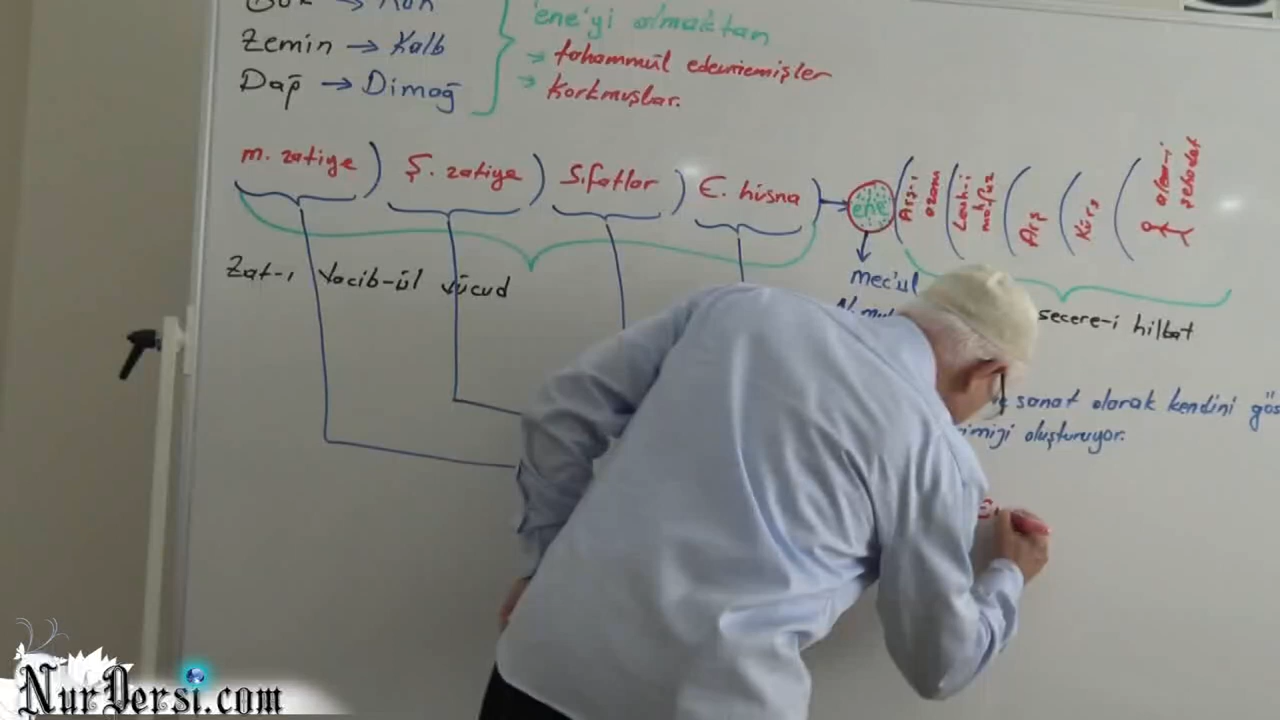 Zemin → Kalb
Dağ → Dimağ
'ene'yi olmaktan
→ tahammül edememişler
→ korkmuşlar.
m. zatiye ) Ş. zatiye ) Sıfatlar ) E. hüsna
ene
Arş-ı
azam
Levh-i
mahfuz
Arş
Kürs
alem-i
şehadet
Zat-ı Vacib-ül vücud
mec'ul
secere-i hilkat
sanat olarak kendini gös
imizi oluşturuyor.
NurDersi.com